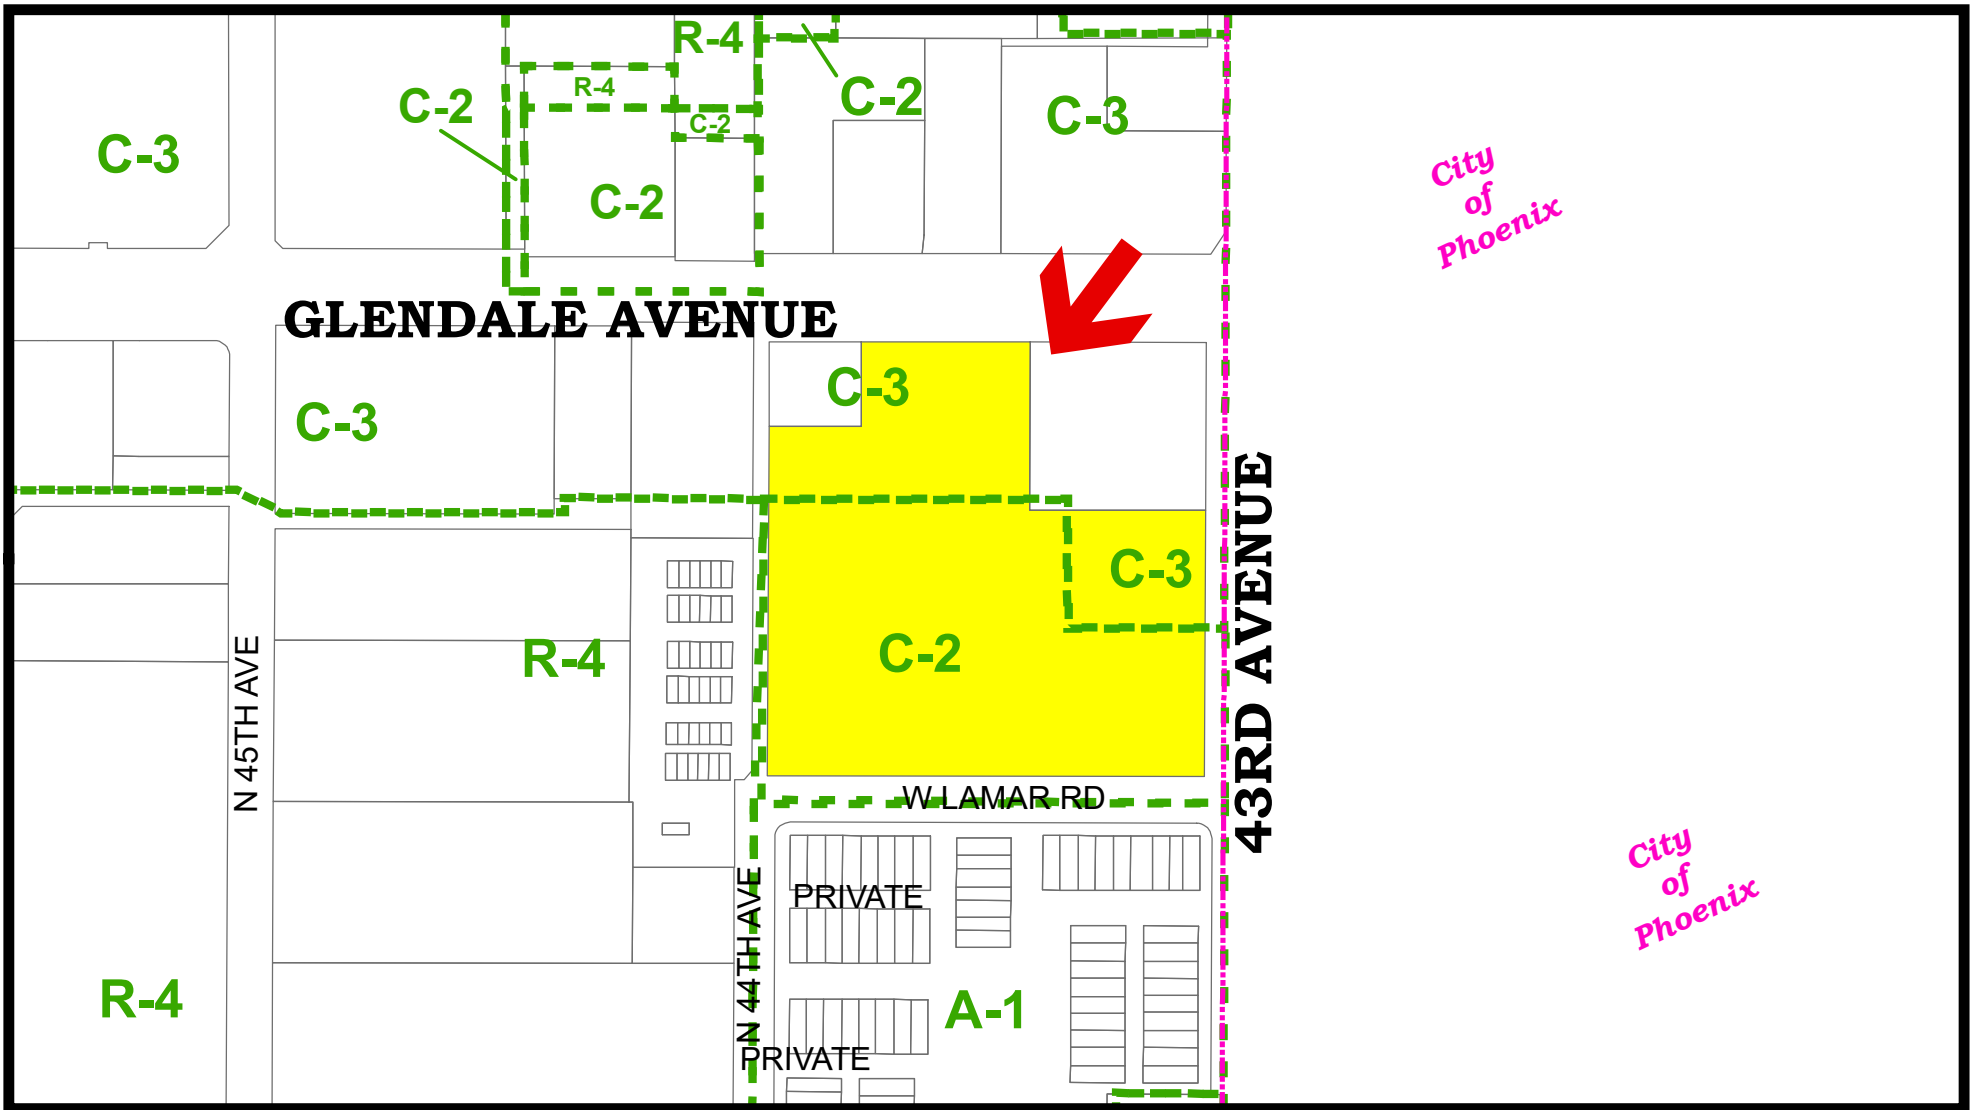 R-4
C-2
R-4
C-2
C-3
C-2
C-3
C-2
City
of
Phoenix
GLENDALE AVENUE
C-3
C-3
C-3
43RD AVENUE
C-2
R-4
N 45TH AVE
W LAMAR RD
City
of
Phoenix
PRIVATE
N 44TH AVE
R-4
A-1
PRIVATE